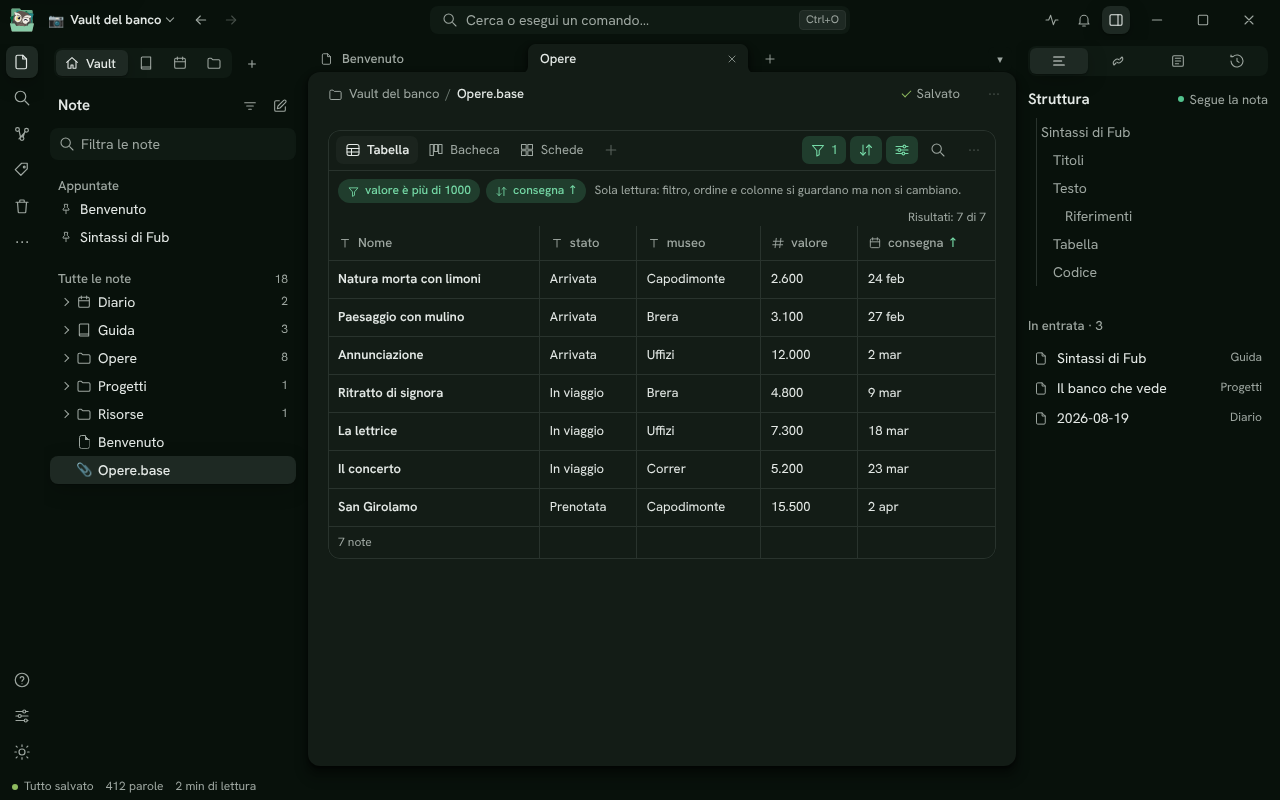 Vault del banco
Cerca o esegui un comando...
Ctrl+O
Vault
Benvenuto
Opere
Note
Filtra le note
Appuntate
Benvenuto
Sintassi di Fub
Tutte le note 18
Diario 2
Guida 3
Opere 8
Progetti 1
Risorse 1
Benvenuto
Opere.base
Vault del banco / Opere.base
Salvato
Tabella
Bacheca
Schede
1
valore è più di 1000
consegna ↑
Sola lettura: filtro, ordine e colonne si guardano ma non si cambiano.
Risultati: 7 di 7
Nome stato museo valore consegna ↑
Natura morta con limoni Arrivata Capodimonte 2.600 24 feb
Paesaggio con mulino Arrivata Brera 3.100 27 feb
Annunciazione Arrivata Uffizi 12.000 2 mar
Ritratto di signora In viaggio Brera 4.800 9 mar
La lettrice In viaggio Uffizi 7.300 18 mar
Il concerto In viaggio Correr 5.200 23 mar
San Girolamo Prenotata Capodimonte 15.500 2 apr
7 note
Struttura
Segue la nota
Sintassi di Fub
Titoli
Testo
Riferimenti
Tabella
Codice
In entrata · 3
Sintassi di Fub Guida
Il banco che vede Progetti
2026-08-19 Diario
Tutto salvato 412 parole 2 min di lettura